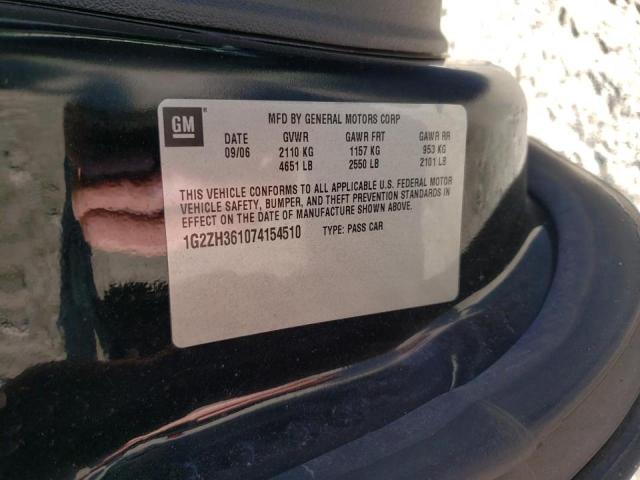 GM
MFD BY GENERAL MOTORS CORP
DATE GVWR GAWR FRT GAWR RR
09/06 2110 KG 1157 KG 953 KG
4651 LB 2550 LB 2101 LB
THIS VEHICLE CONFORMS TO ALL APPLICABLE U.S. FEDERAL MOTOR
VEHICLE SAFETY, BUMPER, AND THEFT PREVENTION STANDARDS IN
EFFECT ON THE DATE OF MANUFACTURE SHOWN ABOVE.
1G2ZH361074154510 TYPE: PASS CAR